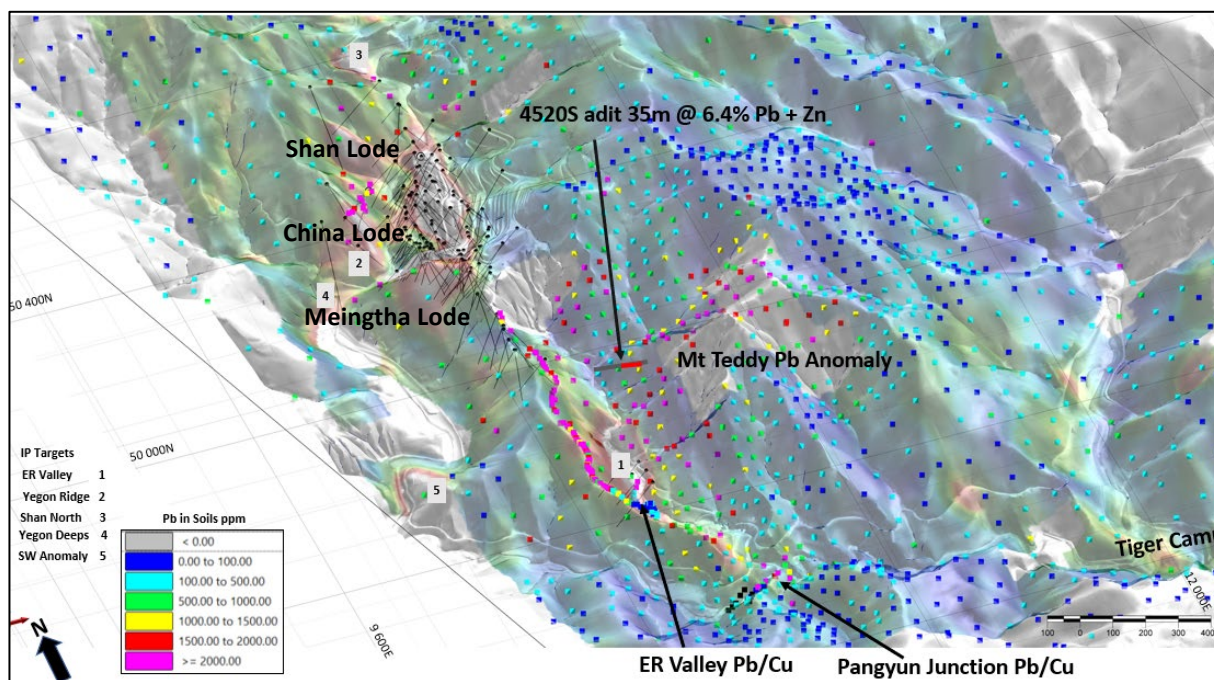 3
4520S adit 35m @ 6.4% Pb + Zn
Shan Lode
China Lode
2
4
Meingtha Lode
50 400N
Mt Teddy Pb Anomaly
50 000N
1
5
IP Targets
ER Valley 1
Yegon Ridge 2
Shan North 3
Yegon Deeps 4
SW Anomaly 5
Pb in Soils ppm
< 0.00
0.00 to 100.00
100.00 to 500.00
500.00 to 1000.00
1000.00 to 1500.00
1500.00 to 2000.00
>= 2000.00
N
9 600E
Tiger Camp
12 000E
100 0 100 200 300 400
ER Valley Pb/Cu
Pangyun Junction Pb/Cu